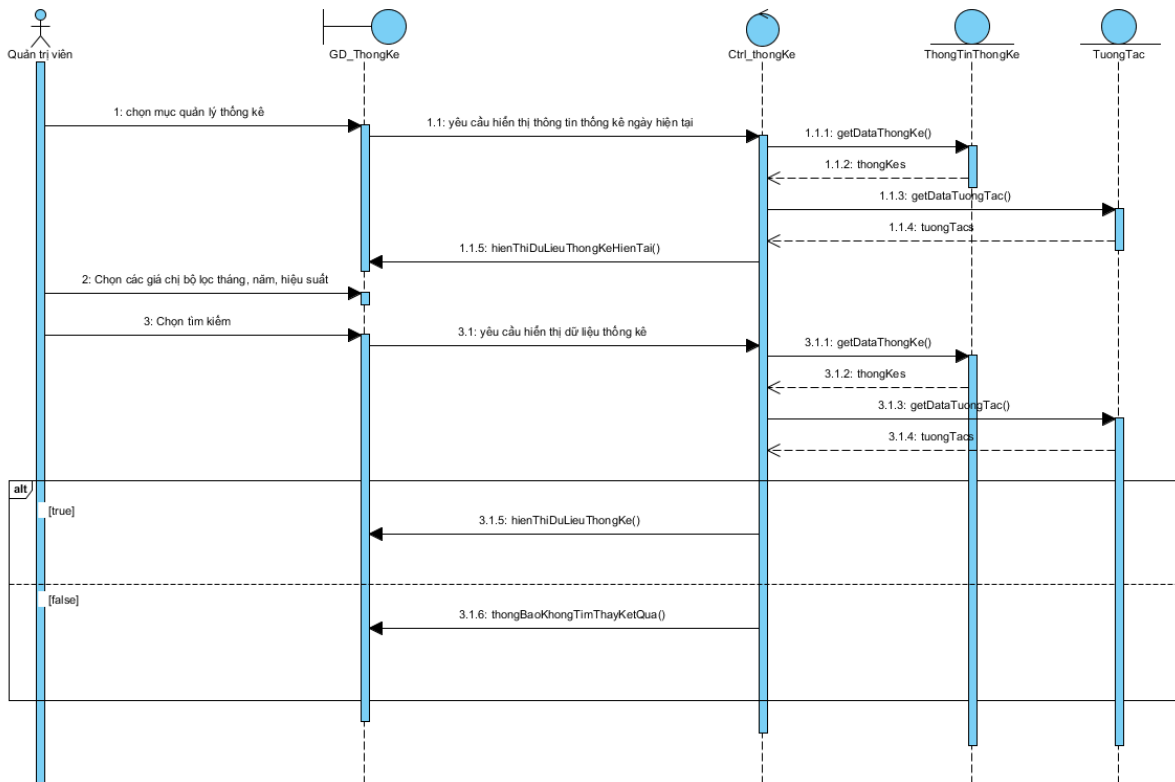 Quản trị viên
GD_ThongKe
Ctrl_thongKe
ThongTinThongKe
TuongTac
1: chọn mục quản lý thống kê
1.1: yêu cầu hiển thị thông tin thống kê ngày hiện tại
1.1.1: getDataThongKe()
1.1.2: thongKes
1.1.3: getDataTuongTac()
1.1.4: tuongTacs
1.1.5: hienThiDuLieuThongKeHienTai()
2: Chọn các giá chị bộ lọc tháng, năm, hiệu suất
3: Chọn tìm kiếm
3.1: yêu cầu hiển thị dữ liệu thống kê
3.1.1: getDataThongKe()
3.1.2: thongKes
3.1.3: getDataTuongTac()
3.1.4: tuongTacs
alt
[true]
3.1.5: hienThiDuLieuThongKe()
[false]
3.1.6: thongBaoKhongTimThayKetQua()